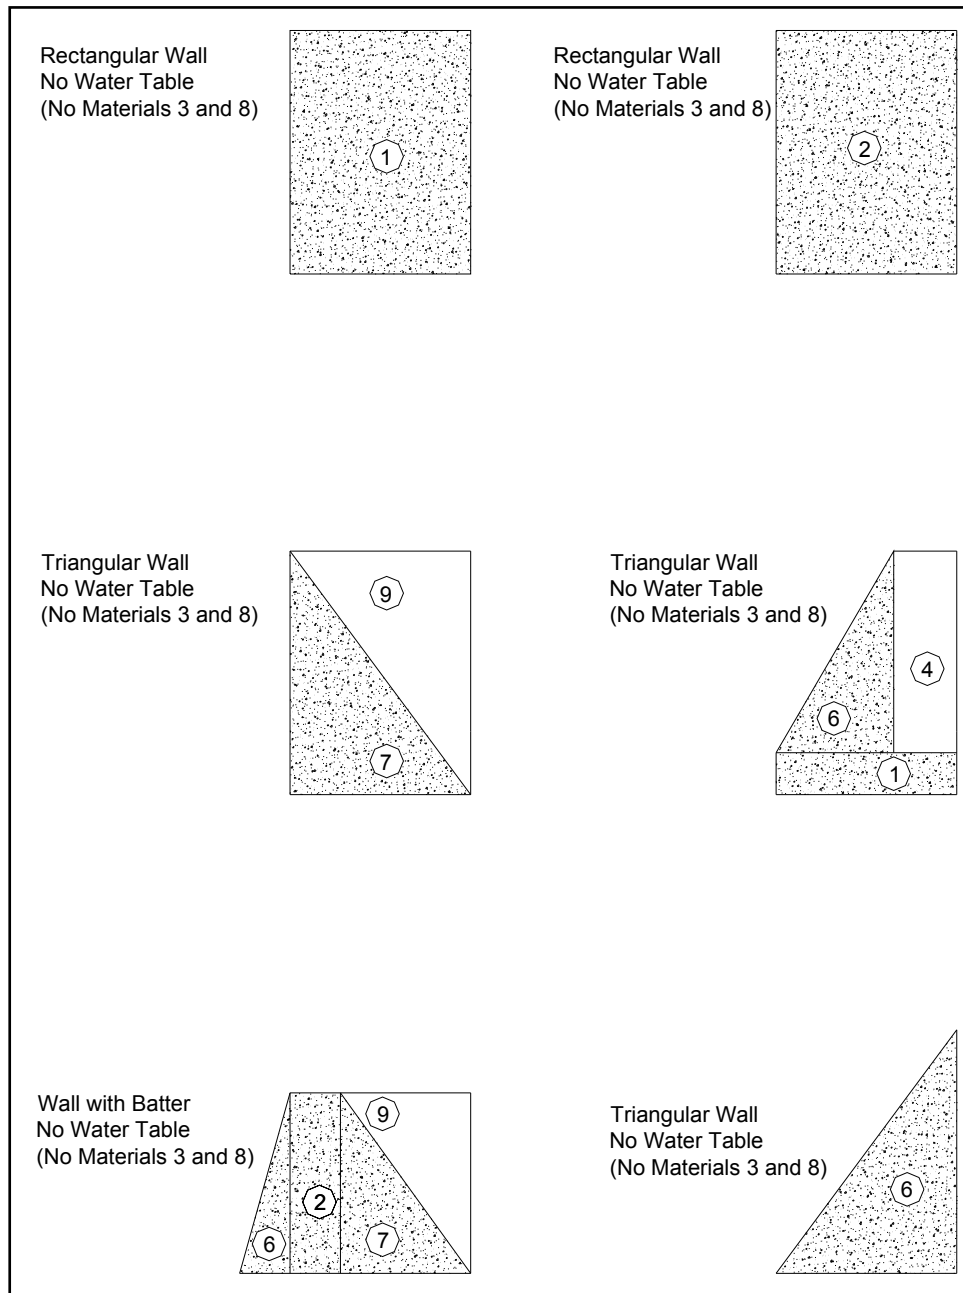 Rectangular Wall
No Water Table
(No Materials 3 and 8)
1
Rectangular Wall
No Water Table
(No Materials 3 and 8)
2
Triangular Wall
No Water Table
(No Materials 3 and 8)
9
7
Triangular Wall
No Water Table
(No Materials 3 and 8)
4
6
1
Wall with Batter
No Water Table
(No Materials 3 and 8)
9
2
6
7
Triangular Wall
No Water Table
(No Materials 3 and 8)
6